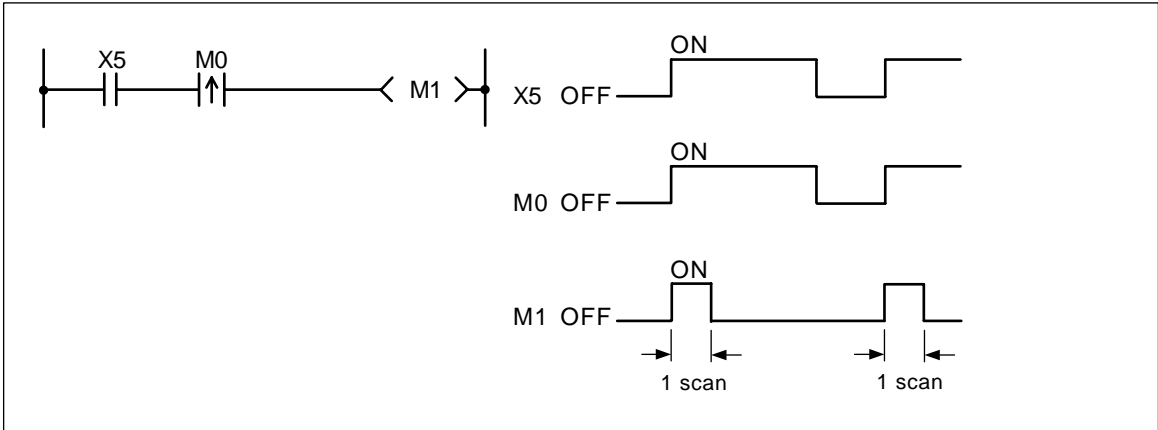 X5 M0 M1
ON
X5 OFF
ON
M0 OFF
ON
M1 OFF
1 scan 1 scan